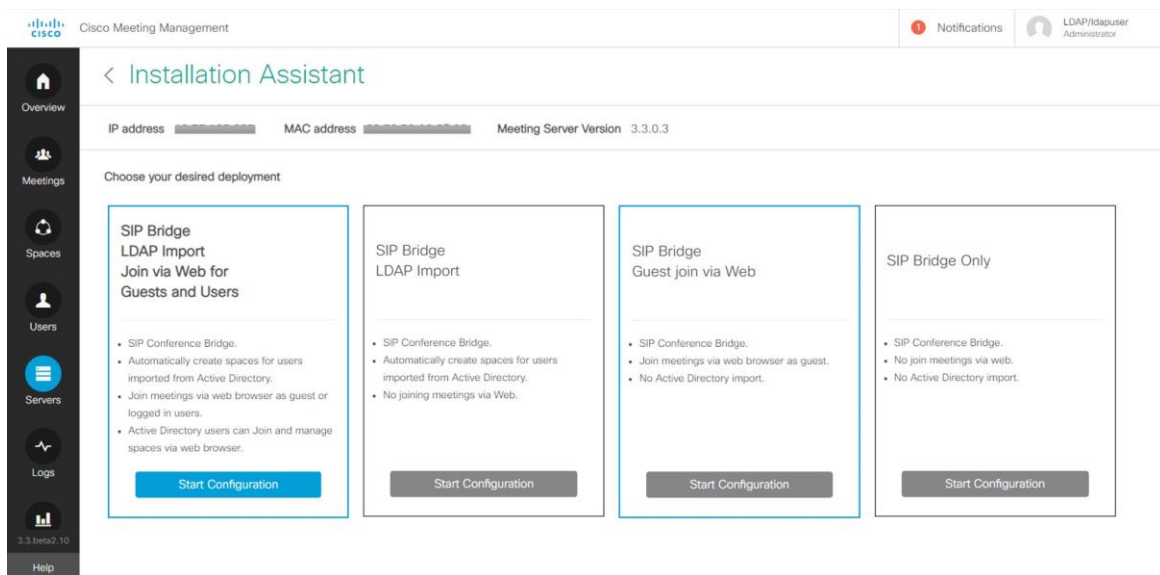 CISCO
Cisco Meeting Management
1 Notifications
LDAP/ldapuser
Administrator
Overview
Meetings
Spaces
Users
Servers
Logs
3.3.beta2.10
Help
< Installation Assistant
IP address MAC address Meeting Server Version 3.3.0.3
Choose your desired deployment
SIP Bridge
LDAP Import
Join via Web for
Guests and Users
• SIP Conference Bridge.
• Automatically create spaces for users
imported from Active Directory.
• Join meetings via web browser as guest or
logged in users.
• Active Directory users can Join and manage
spaces via web browser.
Start Configuration
SIP Bridge
LDAP Import
• SIP Conference Bridge.
• Automatically create spaces for users
imported from Active Directory.
• No joining meetings via Web.
Start Configuration
SIP Bridge
Guest join via Web
• SIP Conference Bridge.
• Join meetings via web browser as guest.
• No Active Directory import.
Start Configuration
SIP Bridge Only
• SIP Conference Bridge.
• No join meetings via web.
• No Active Directory import.
Start Configuration